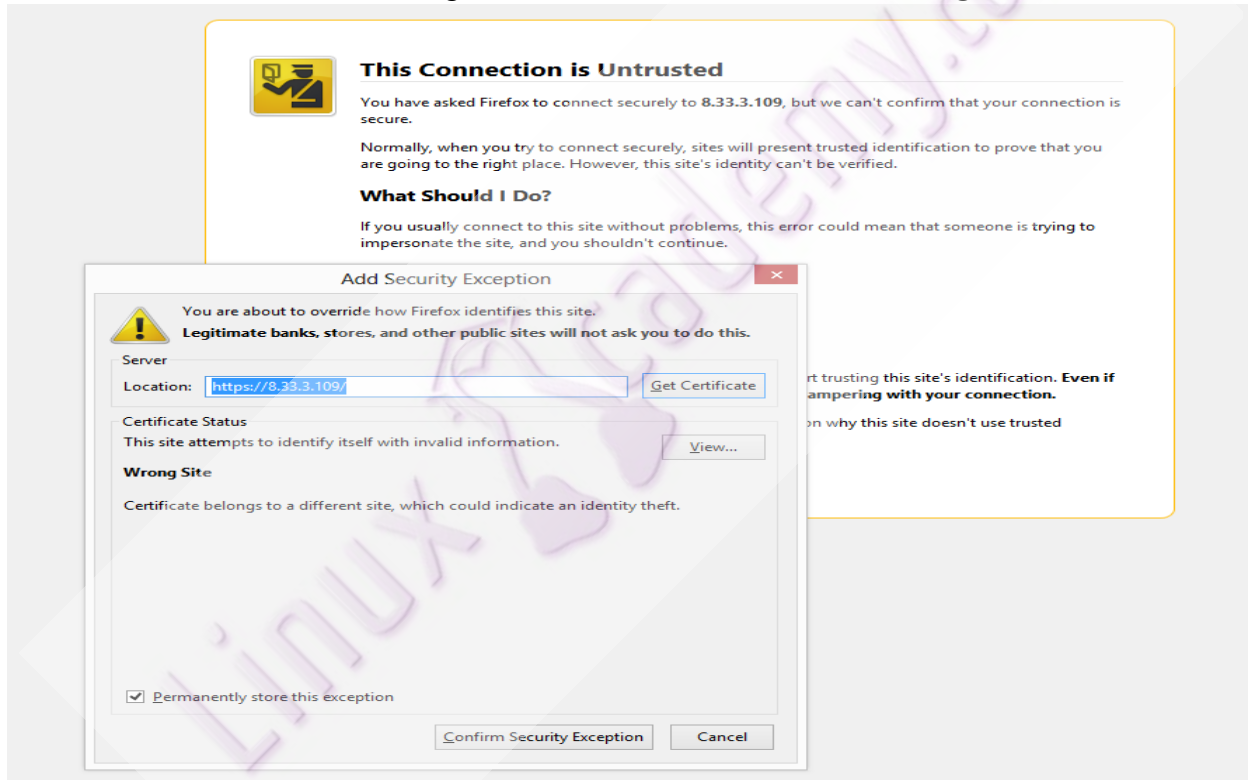 This Connection is Untrusted
You have asked Firefox to connect securely to 8.33.3.109, but we can't confirm that your connection is
secure.
Normally, when you try to connect securely, sites will present trusted identification to prove that you
are going to the right place. However, this site's identity can't be verified.
What Should I Do?
If you usually connect to this site without problems, this error could mean that someone is trying to
impersonate the site, and you shouldn't continue.
Add Security Exception
You are about to override how Firefox identifies this site.
Legitimate banks, stores, and other public sites will not ask you to do this.
Server
Location: https://8.33.3.109/ Get Certificate
Certificate Status
This site attempts to identify itself with invalid information.
View...
Wrong Site
Certificate belongs to a different site, which could indicate an identity theft.
Permanently store this exception
Confirm Security Exception Cancel
rt trusting this site's identification. Even if
ampering with your connection.
on why this site doesn't use trusted
Linux cademy.co